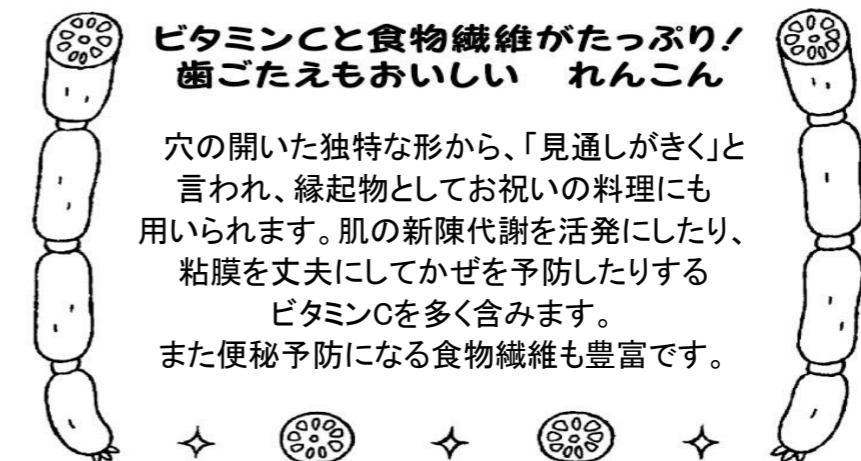 ビタミンCと食物繊維がたっぷり!
歯ごたえもおいしい　れんこん
穴の開いた独特な形から、「見通しがきく」と
言われ、縁起物としてお祝いの料理にも
用いられます。肌の新陳代謝を活発にしたり、
粘膜を丈夫にしてかぜを予防したりする
ビタミンCを多く含みます。
また便秘予防になる食物繊維も豊富です。